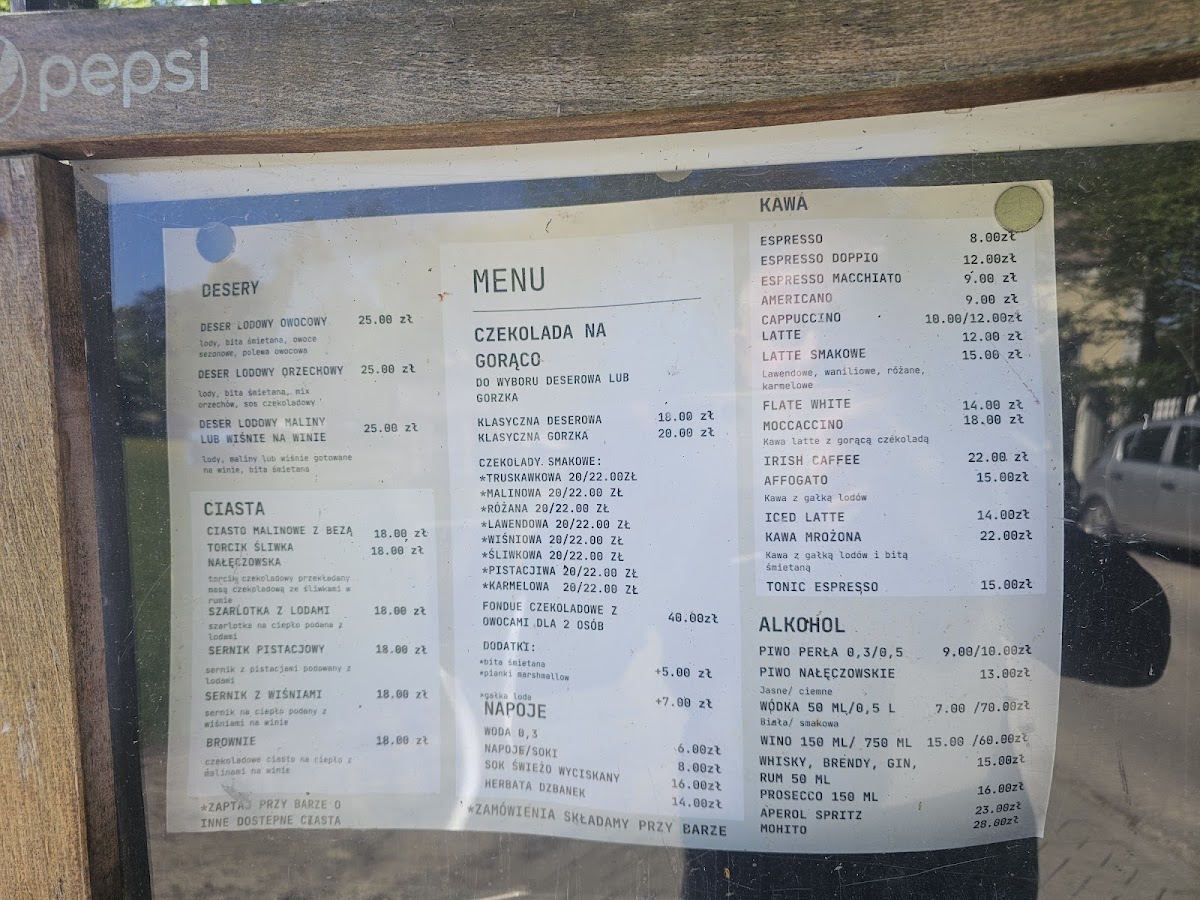 pepsi
DESERY
DESER LODOWY OWOCOWY 25.00 zł
lody, bita śmietana, owoce
sezonowe, polewa owocowa
DESER LODOWY ORZECHOWY 25.00 zł
lody, bita śmietana, mix
orzechów, sos czekoladowy
DESER LODOWY MALINY
LUB WIŚNIE NA WINIE 25.00 zł
lody, maliny lub wiśnie gotowane
na winie, bita śmietana
CIASTA
CIASTO MALINOWE Z BEZĄ 18.00 zł
TORCIK ŚLIWKA 18.00 zł
NAŁĘCZOWSKA
torcik czekoladowy przekładany
masą czekoladową ze śliwkami w
rumie
SZARLOTKA Z LODAMI 18.00 zł
szarlotka na ciepło podana z
lodami
SERNIK PISTACJOWY 18.00 zł
sernik z pistacjami podawany z
lodami
SERNIK Z WIŚNIAMI 18.00 zł
sernik na ciepło podany z
wiśniami na winie
BROWNIE 18.00 zł
czekoladowe ciasto na ciepło z
malinami na winie
*ZAPTAJ PRZY BARZE O
INNE DOSTEPNE CIASTA
MENU
CZEKOLADA NA
GORĄCO
DO WYBORU DESEROWA LUB
GORZKA
KLASYCZNA DESEROWA 18.00 zł
KLASYCZNA GORZKA 20.00 zł
CZEKOLADY SMAKOWE:
*TRUSKAWKOWA 20/22.00ZŁ
*MALINOWA 20/22.00 ZŁ
*RÓŻANA 20/22.00 ZŁ
*LAWENDOWA 20/22.00 ZŁ
*WIŚNIOWA 20/22.00 ZŁ
*ŚLIWKOWA 20/22.00 ZŁ
*PISTACJIWA 20/22.00 ZŁ
*KARMELOWA 20/22.00 ZŁ
FONDUE CZEKOLADOWE Z
OWOCAMI DLA 2 OSÓB 40.00zł
DODATKI:
*bita śmietana
*pianki marshmallow +5.00 zł
*gałka loda +7.00 zł
NAPOJE
WODA 0,3 6.00zł
NAPOJE/SOKI 8.00zł
SOK ŚWIEŻO WYCISKANY 16.00zł
HERBATA DZBANEK 14.00zł
*ZAMÓWIENIA SKŁADAMY PRZY BARZE
KAWA
ESPRESSO 8.00zł
ESPRESSO DOPPIO 12.00zł
ESPRESSO MACCHIATO 9.00 zł
AMERICANO 9.00 zł
CAPPUCCINO 10.00/12.00zł
LATTE 12.00 zł
LATTE SMAKOWE 15.00 zł
Lawendowe, waniliowe, różane,
karmelowe
FLATE WHITE 14.00 zł
MOCCACCINO 18.00 zł
Kawa latte z gorącą czekoladą
IRISH CAFFEE 22.00 zł
AFFOGATO 15.00zł
Kawa z gałką lodów
ICED LATTE 14.00zł
KAWA MROŻONA 22.00zł
Kawa z gałką lodów i bitą
śmietaną
TONIC ESPRESSO 15.00zł
ALKOHOL
PIWO PERŁA 0,3/0,5 9.00/10.00zł
PIWO NAŁĘCZOWSKIE 13.00zł
Jasne/ ciemne
WÓDKA 50 ML/0,5 L 7.00 /70.00zł
Biała/ smakowa
WINO 150 ML/ 750 ML 15.00 /60.00zł
WHISKY, BRENDY, GIN, 15.00zł
RUM 50 ML
PROSECCO 150 ML 16.00zł
APEROL SPRITZ 23.00zł
MOHITO 28.00zł